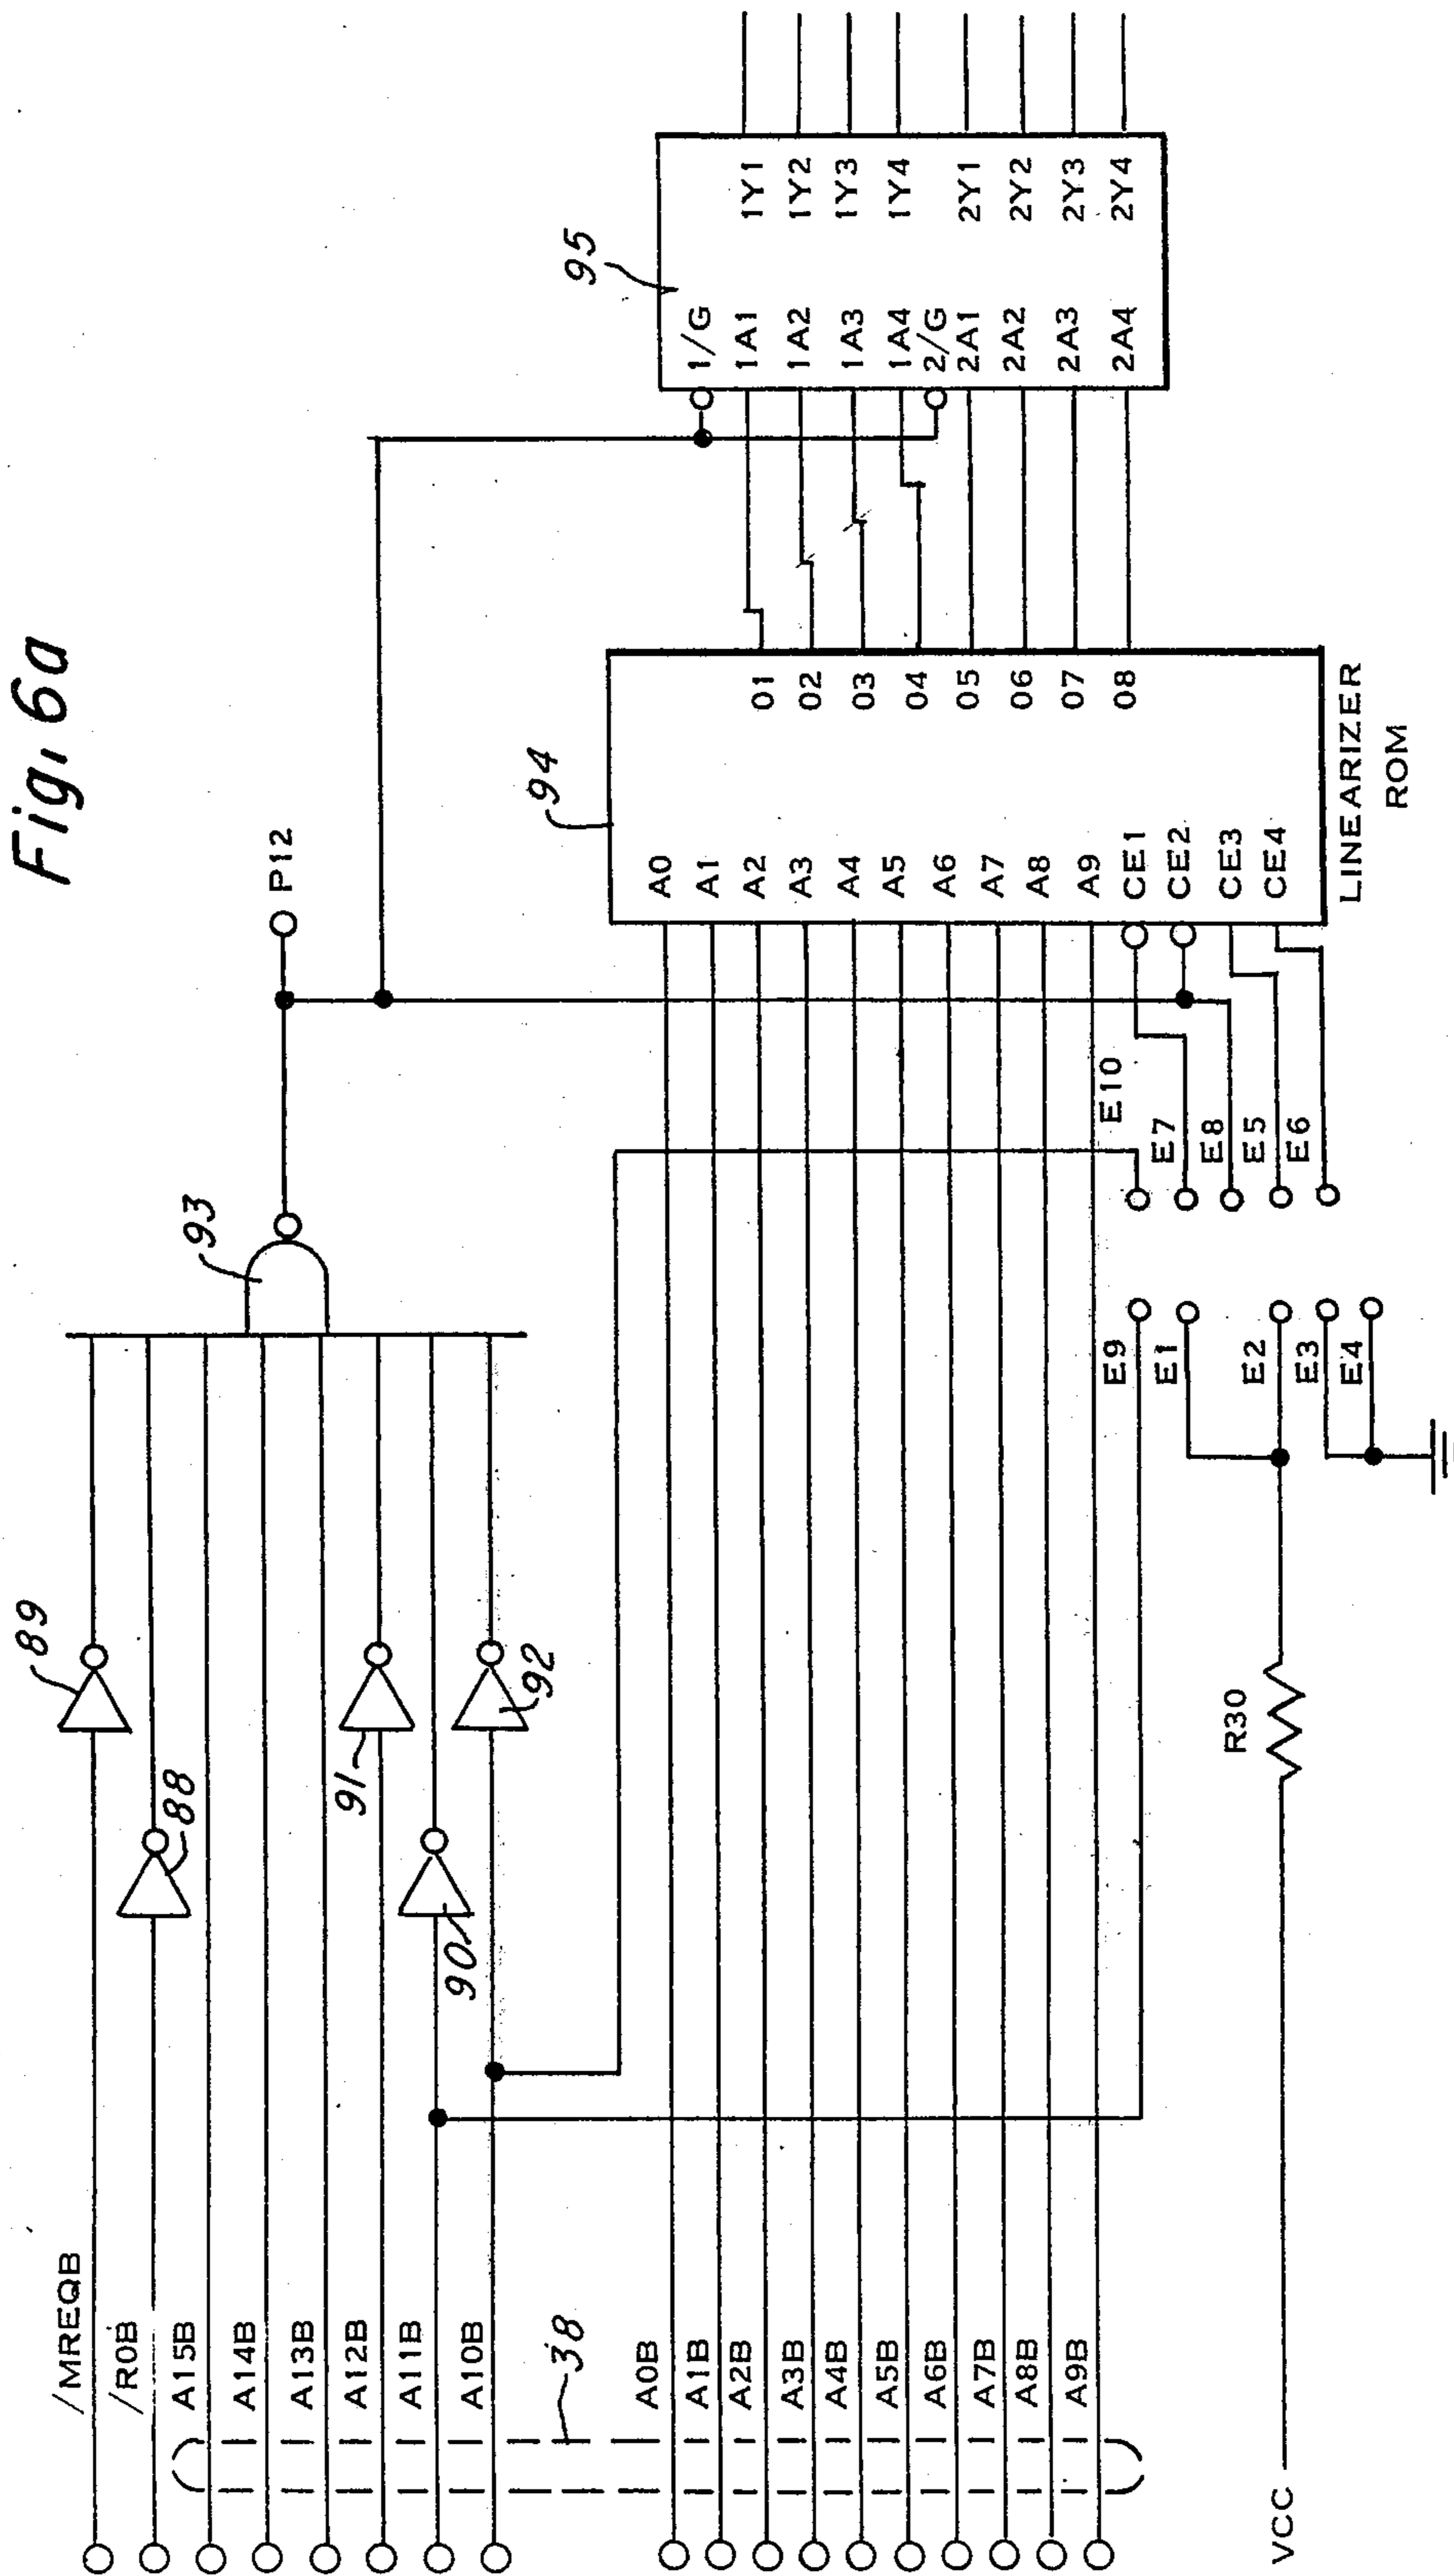 Fig. 6a
/MREQB
/R0B
A15B
A14B
A13B
A12B
A11B
A10B
38
A0B
A1B
A2B
A3B
A4B
A5B
A6B
A7B
A8B
A9B
VCC
R30
89
88
91
90
92
93
P12
E9
E1
E2
E3
E4
E10
E7
E8
E5
E6
94
A0
A1
A2
A3
A4
A5
A6
A7
A8
A9
CE1
CE2
CE3
CE4
01
02
03
04
05
06
07
08
LINEARIZER
ROM
95
1/G
1A1
1A2
1A3
1A4
2/G
2A1
2A2
2A3
2A4
1Y1
1Y2
1Y3
1Y4
2Y1
2Y2
2Y3
2Y4